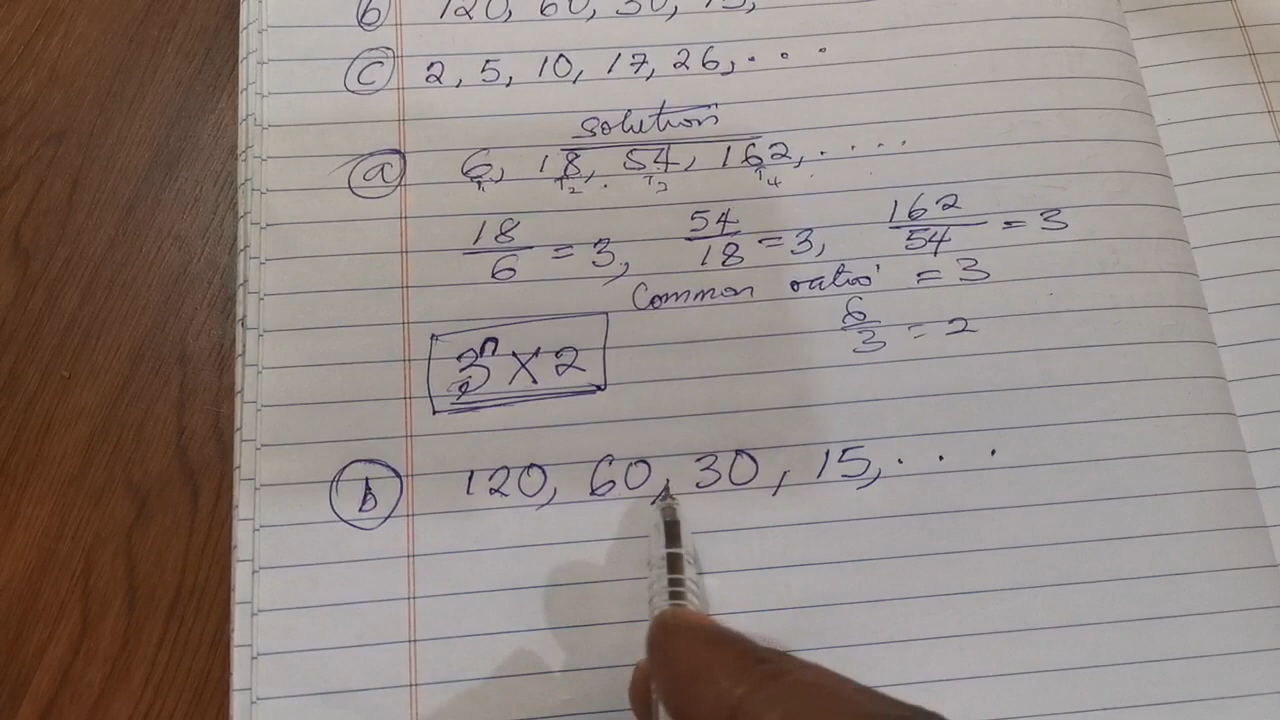 b 120, 60, 30, 15,
c 2, 5, 10, 17, 26, . . .
solution
a 6, 18, 54, 162, . . . .
T1 T2 T3 T4
18/6 = 3, 54/18 = 3, 162/54 = 3
Common ratio = 3
6/3 = 2
3ⁿ × 2
b 120, 60, 30, 15, . . .